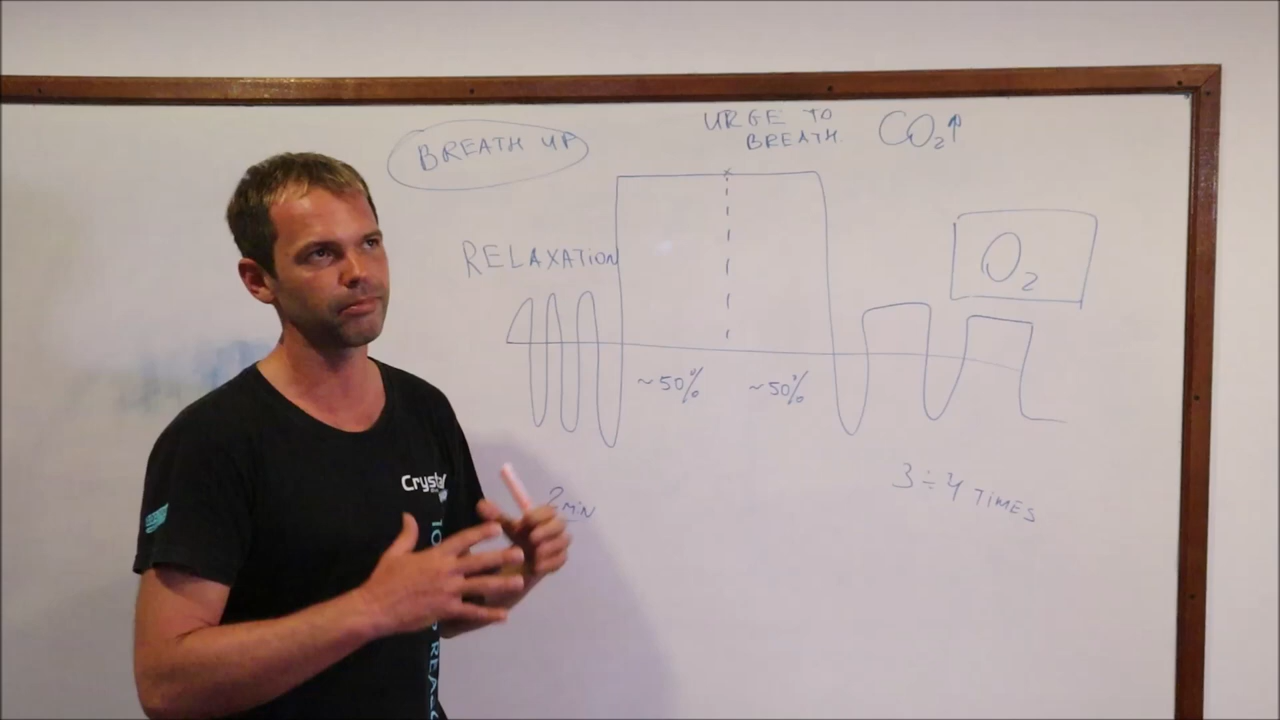 BREATH UP
URGE TO
BREATH.
CO₂↑
RELAXATION
O₂
~50%
~50%
2 MIN
3÷4 TIMES
Crystal